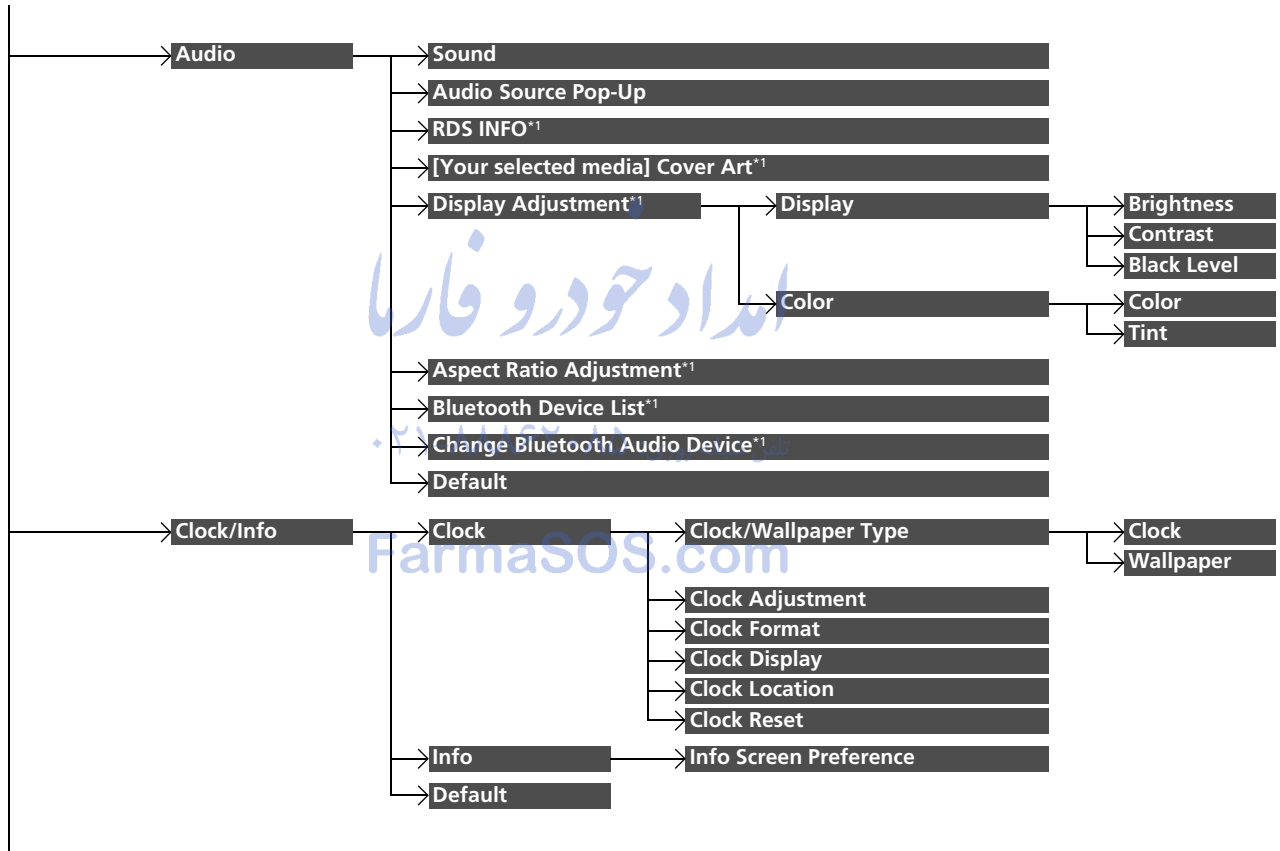 Audio
Sound
Audio Source Pop-Up
RDS INFO*1
[Your selected media] Cover Art*1
Display Adjustment*1
Display
Brightness
Contrast
Black Level
Color
Color
Tint
امداد خودرو فارما
Aspect Ratio Adjustment*1
Bluetooth Device List*1
Change Bluetooth Audio Device*1
Default
Clock/Info
Clock
Clock/Wallpaper Type
Clock
Wallpaper
FarmaSOS.com
Clock Adjustment
Clock Format
Clock Display
Clock Location
Clock Reset
Info
Info Screen Preference
Default